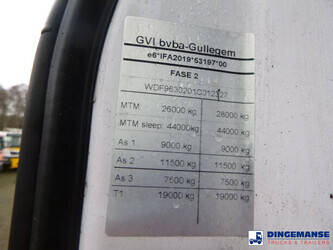 GVI bvba-Gullegem
e6*IFA2019*53197*00
FASE 2
MTM 26000 kg 28000 kg
MTM sleep: 44000kg 44000 kg
As 1 9000 kg 9000 kg
As 2 11500 kg 11500 kg
As 3 7500 kg 7500 kg
T1 19000 kg 19000 kg
DINGEMANSE
TRUCKS & TRAILERS